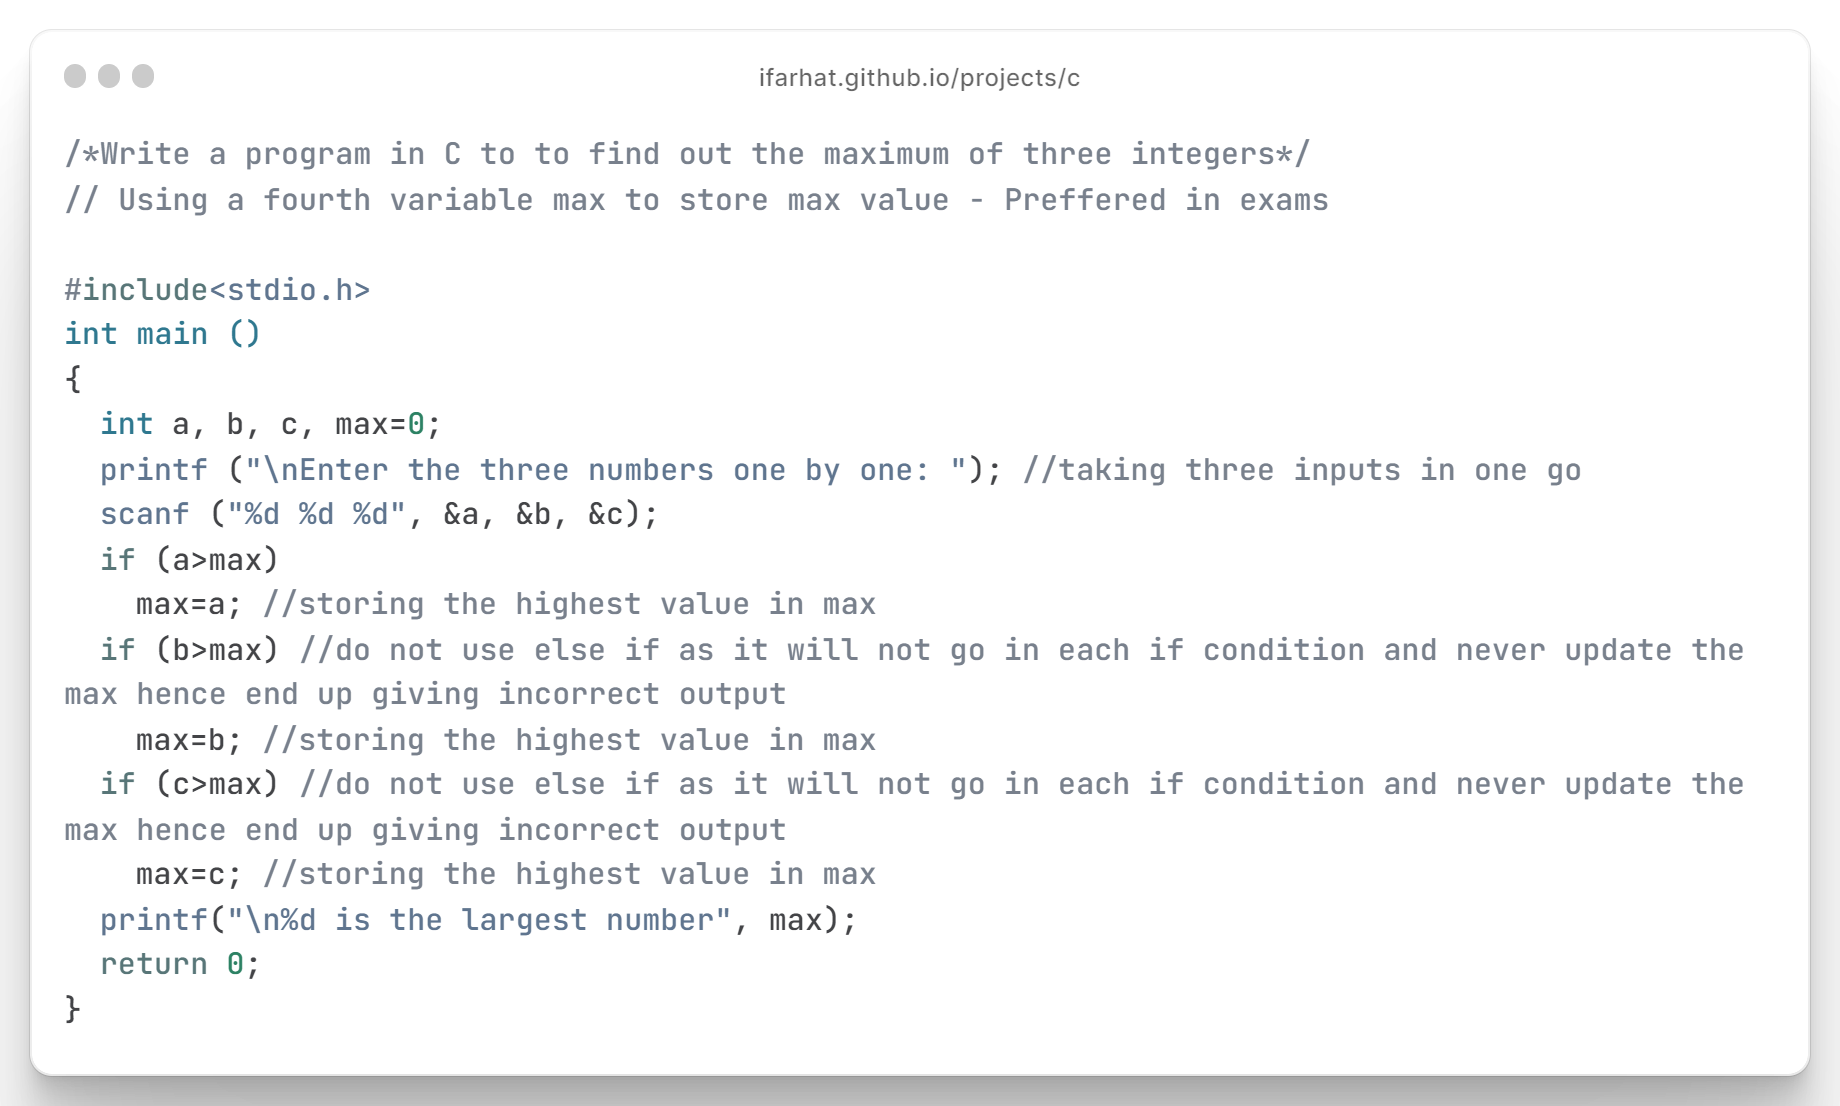 ifarhat.github.io/projects/c
/*Write a program in C to to find out the maximum of three integers*/
// Using a fourth variable max to store max value - Preffered in exams
#include<stdio.h>
int main ()
{
int a, b, c, max=0;
printf ("\nEnter the three numbers one by one: "); //taking three inputs in one go
scanf ("%d %d %d", &a, &b, &c);
if (a>max)
max=a; //storing the highest value in max
if (b>max) //do not use else if as it will not go in each if condition and never update the
max hence end up giving incorrect output
max=b; //storing the highest value in max
if (c>max) //do not use else if as it will not go in each if condition and never update the
max hence end up giving incorrect output
max=c; //storing the highest value in max
printf("\n%d is the largest number", max);
return 0;
}